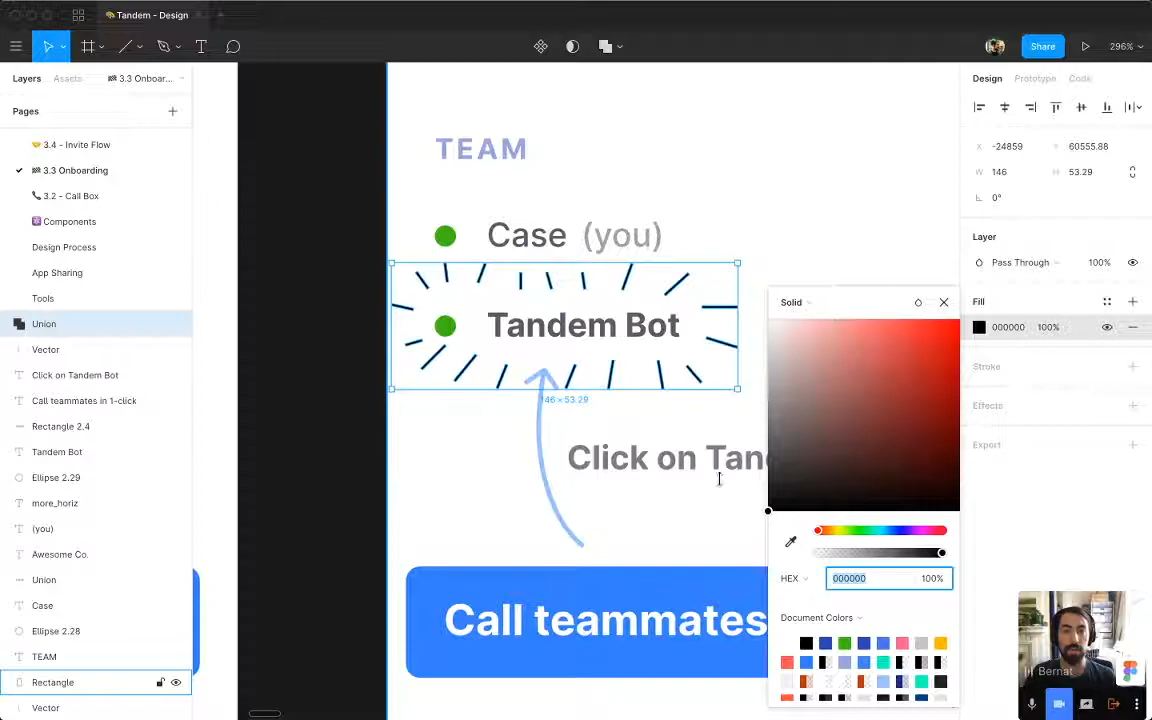 Tandem - Design
Share
296%
Layers
Assets
3.3 Onboar...
Pages
3.4 - Invite Flow
3.3 Onboarding
3.2 - Call Box
Components
Design Process
App Sharing
Tools
Union
Vector
Click on Tandem Bot
Call teammates in 1-click
Rectangle 2.4
Tandem Bot
Ellipse 2.29
more_horiz
(you)
Awesome Co.
Union
Case
Ellipse 2.28
TEAM
Rectangle
Vector
TEAM
Case (you)
Tandem Bot
146 × 53.29
Click on Tand
Call teammates
Solid
HEX
000000
100%
Document Colors
Design
Prototype
Code
X
-24859
Y
60555.88
W
146
H
53.29
0°
Layer
Pass Through
100%
Fill
000000
100%
Stroke
Effects
Export
Bernat